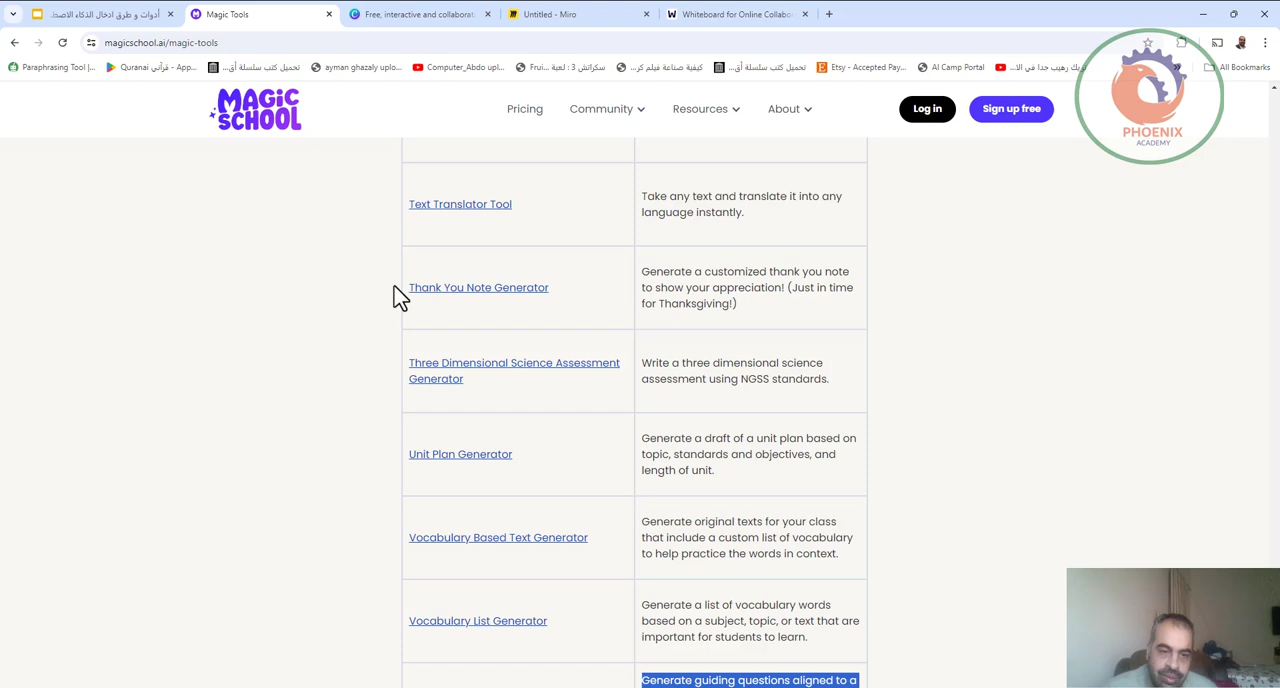 أدوات و طرق ادخال الذكاء الاصطنا
Magic Tools
Free, interactive and collaborati
Untitled - Miro
Whiteboard for Online Collabo
magicschool.ai/magic-tools
Paraphrasing Tool |...
Quranai قرآني - App...
تحميل كتب سلسلة أق...
ayman ghazaly uplo...
Computer_Abdo upl...
سكراتش 3 : لعبة Frui...
كيفية صناعة فيلم كر...
تحميل كتب سلسلة أق...
Etsy - Accepted Pay...
AI Camp Portal
تريك رهيب جدا في الا...
All Bookmarks
MAGIC SCHOOL
Pricing
Community
Resources
About
Log in
Sign up free
PHOENIX
ACADEMY
Text Translator Tool
Take any text and translate it into any
language instantly.
Thank You Note Generator
Generate a customized thank you note
to show your appreciation! (Just in time
for Thanksgiving!)
Three Dimensional Science Assessment
Generator
Write a three dimensional science
assessment using NGSS standards.
Unit Plan Generator
Generate a draft of a unit plan based on
topic, standards and objectives, and
length of unit.
Vocabulary Based Text Generator
Generate original texts for your class
that include a custom list of vocabulary
to help practice the words in context.
Vocabulary List Generator
Generate a list of vocabulary words
based on a subject, topic, or text that are
important for students to learn.
Generate guiding questions aligned to a